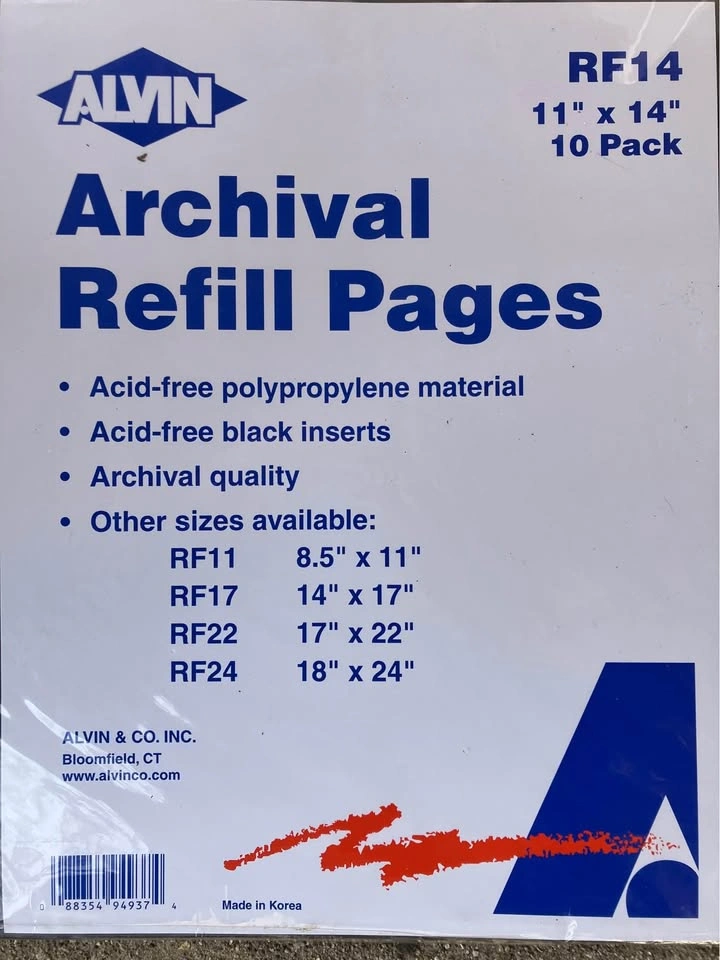 ALVIN
RF14
11" x 14"
10 Pack
Archival
Refill Pages
• Acid-free polypropylene material
• Acid-free black inserts
• Archival quality
• Other sizes available:
RF11 8.5" x 11"
RF17 14" x 17"
RF22 17" x 22"
RF24 18" x 24"
ALVIN & CO. INC.
Bloomfield, CT
www.alvinco.com
0 88354 94937 4
Made in Korea